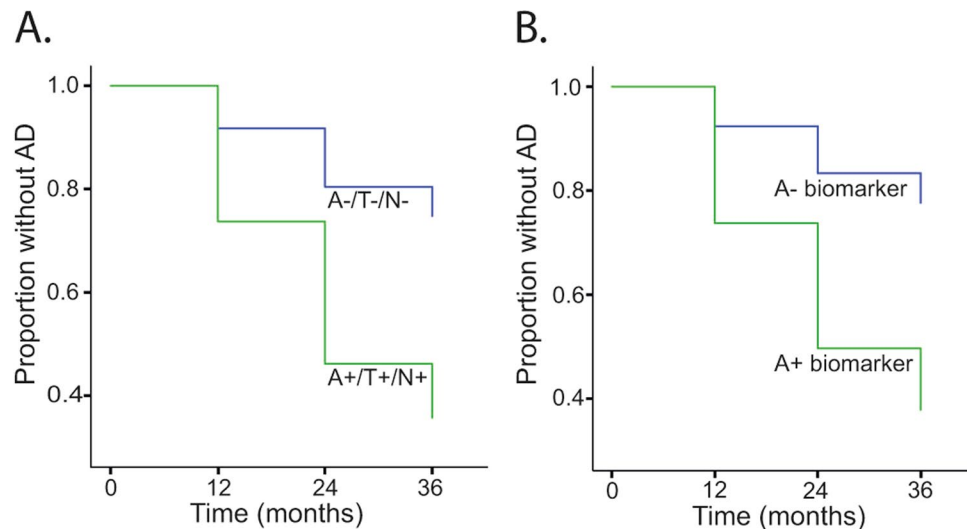 A.
Proportion without AD
1.0
0.8
0.6
0.4
A-/T-/N-
A+/T+/N+
0 12 24 36
Time (months)
B.
Proportion without AD
1.0
0.8
0.6
0.4
A- biomarker
A+ biomarker
0 12 24 36
Time (months)